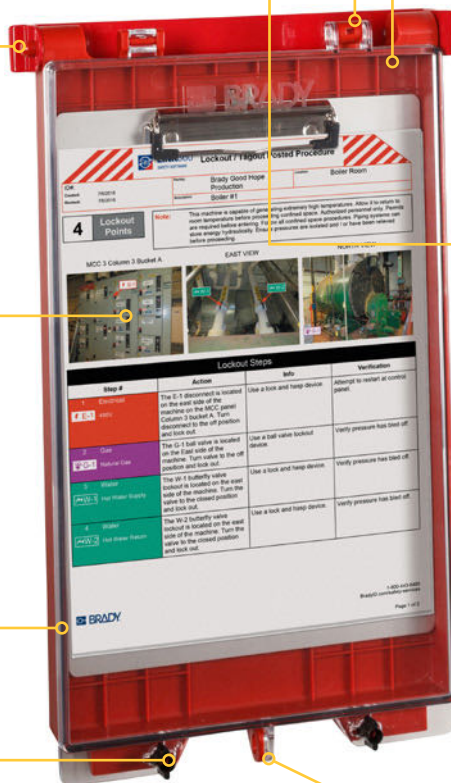 BRADY
Lockout / Tagout Posted Procedure
Brady Good Hope
Production
Boiler Room
Boiler #1
7/6/2018
7/6/2018
4 Lockout
Points
Note:
This machine is capable of generating extremely high temperatures. Allow it to return to
room temperature before proceeding confined space. Authorized personnel only. Permits
are required before entering. Follow all confined space procedures. Piping systems can
store energy hydraulically. Ensure pressures are isolated and / or have been relieved
before proceeding.
MCC 3 Column 3 Bucket A
EAST VIEW
NORTH VIEW
Lockout Steps
Step # Action Info Verification
1 Electrical
E-1 480V
The E-1 disconnect is located
on the east side of the
machine on the MCC panel
Column 3 bucket A. Turn
disconnect to the off position
and lock out.
Use a lock and hasp device.
Attempt to restart at control
panel.
2 Gas
G-1 Natural Gas
The G-1 ball valve is located
on the East side of the
machine. Turn valve to the off
position and lock out.
Use a ball valve lockout
device.
Verify pressure has bled off.
3 Water
W-1 Hot Water Supply
The W-1 butterfly valve
lockout is located on the east
side of the machine. Turn the
valve to the closed position
and lock out.
Use a lock and hasp device.
Verify pressure has bled off.
4 Water
W-2 Hot Water Return
The W-2 butterfly valve
lockout is located on the east
side of the machine. Turn the
valve to the closed position
and lock out.
Use a lock and hasp device.
Verify pressure has bled off.
BRADY
BradyID.com/safety-services
Page 1 of 2